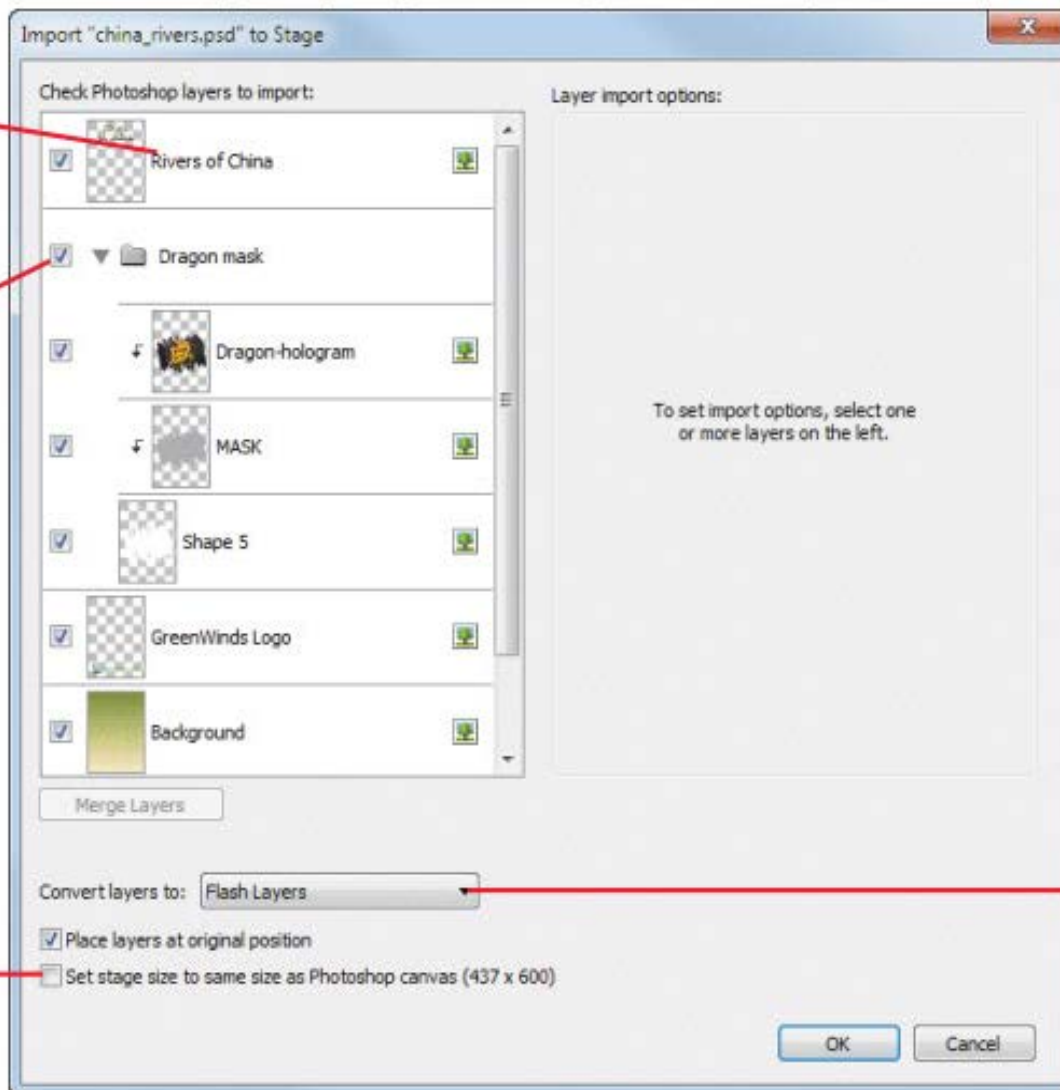 Import "china_rivers.psd" to Stage
Check Photoshop layers to import:
Layer import options:
Rivers of China
Dragon mask
Dragon-hologram
MASK
Shape 5
GreenWinds Logo
Background
To set import options, select one
or more layers on the left.
Merge Layers
Convert layers to: Flash Layers
Place layers at original position
Set stage size to same size as Photoshop canvas (437 x 600)
OK Cancel